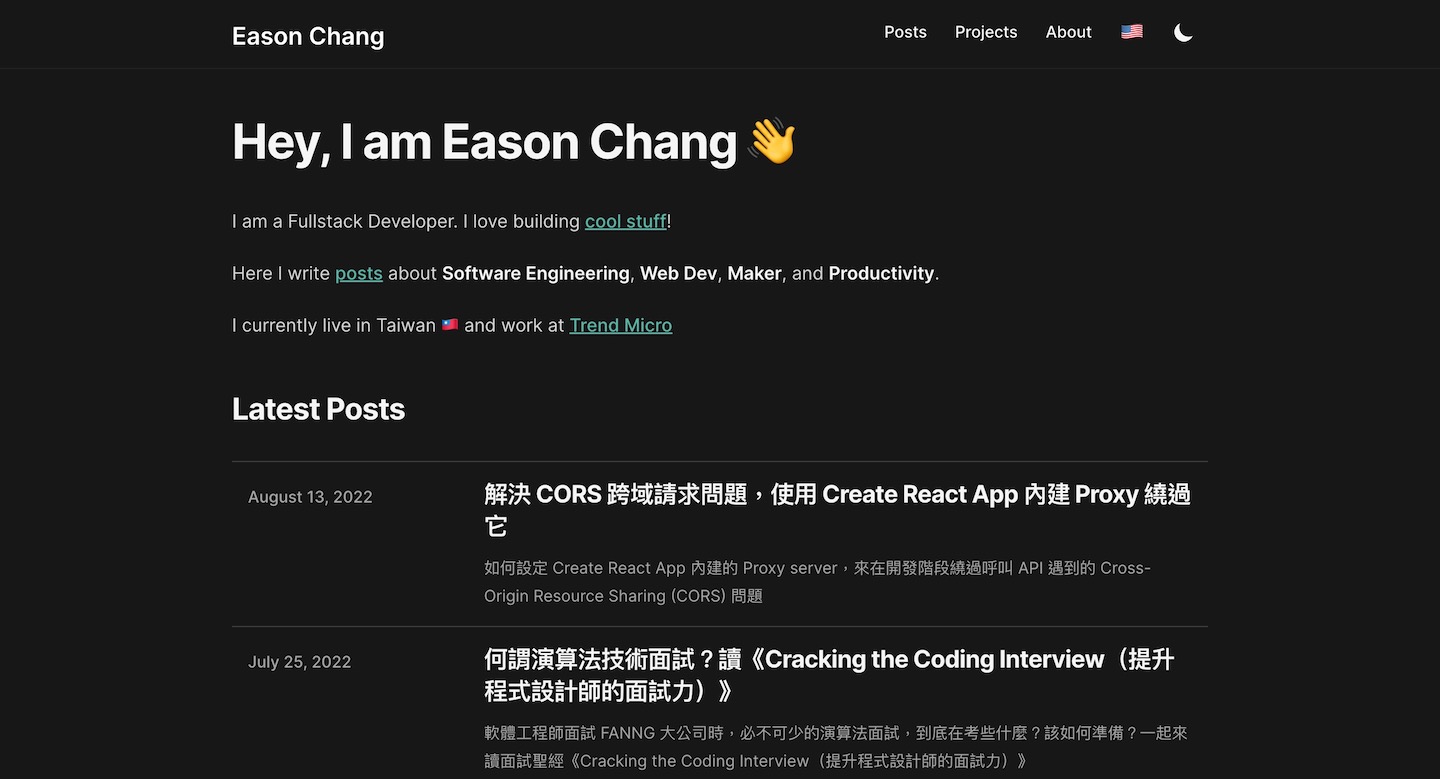 Eason Chang
Posts
Projects
About
Hey, I am Eason Chang 👋
I am a Fullstack Developer. I love building cool stuff!
Here I write posts about Software Engineering, Web Dev, Maker, and Productivity.
I currently live in Taiwan 🇹🇼 and work at Trend Micro
Latest Posts
August 13, 2022
解決 CORS 跨域請求問題，使用 Create React App 內建 Proxy 繞過
它
如何設定 Create React App 內建的 Proxy server，來在開發階段繞過呼叫 API 遇到的 Cross-
Origin Resource Sharing (CORS) 問題
July 25, 2022
何謂演算法技術面試？讀《Cracking the Coding Interview（提升
程式設計師的面試力）》
軟體工程師面試 FANNG 大公司時，必不可少的演算法面試，到底在考些什麼？該如何準備？一起來
讀面試聖經《Cracking the Coding Interview（提升程式設計師的面試力）》